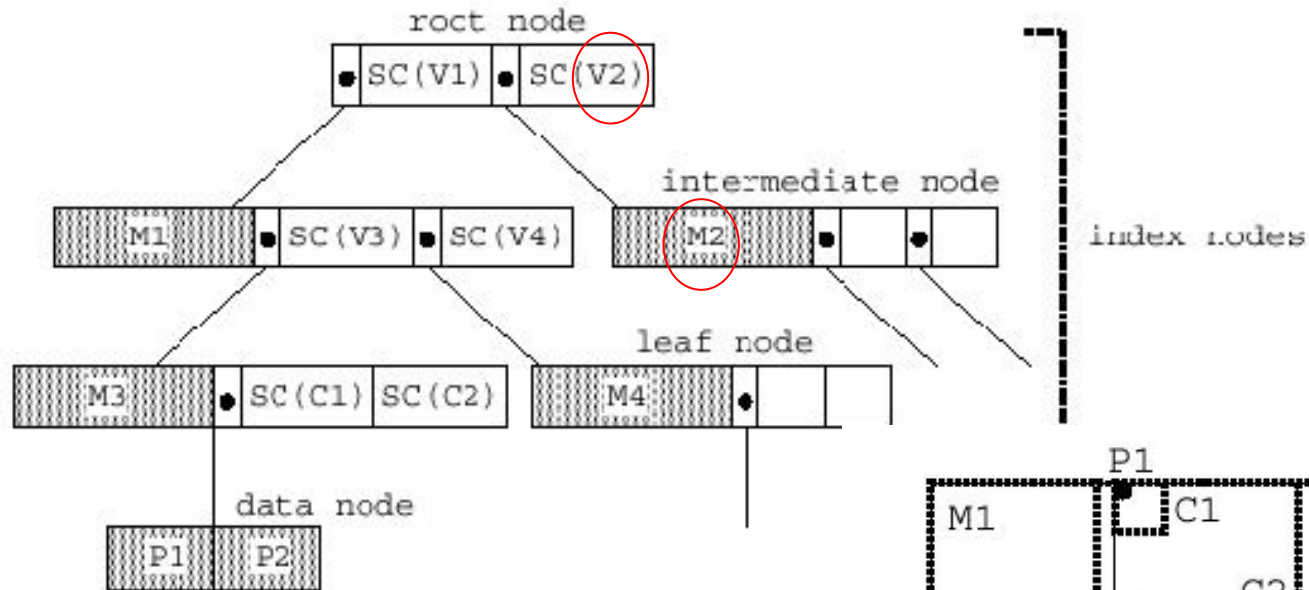 roct node
SC(V1) SC(V2)
intermediate node
M1 SC(V3) SC(V4) M2
index nodes
leaf node
M3 SC(C1) SC(C2) M4
P1
data node
M1 C1
P1 P2
C2